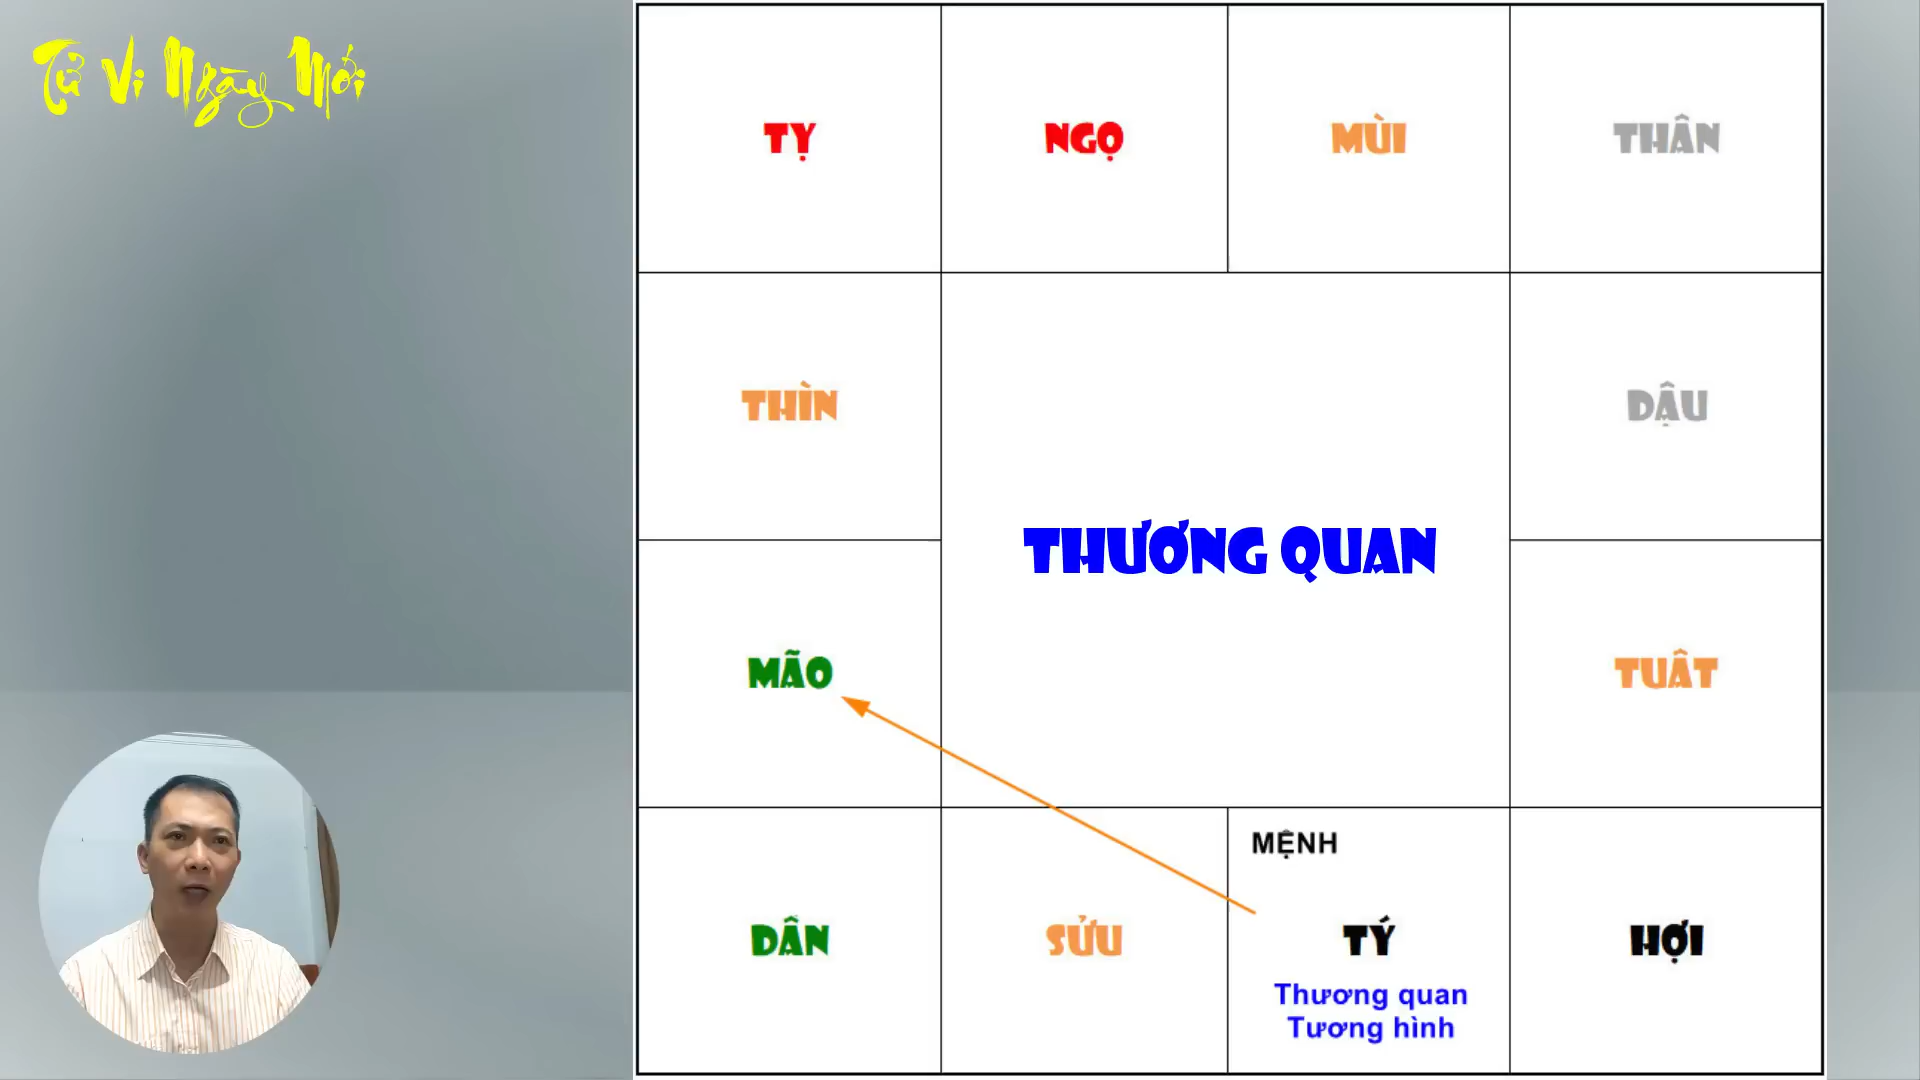 Tử Vi Ngày Mới
TỴ
NGỌ
MÙI
THÂN
THÌN
DẬU
THƯƠNG QUAN
MÃO
TUẤT
MỆNH
DẦN
SỬU
TÝ
HỢI
Thương quan
Tương hình